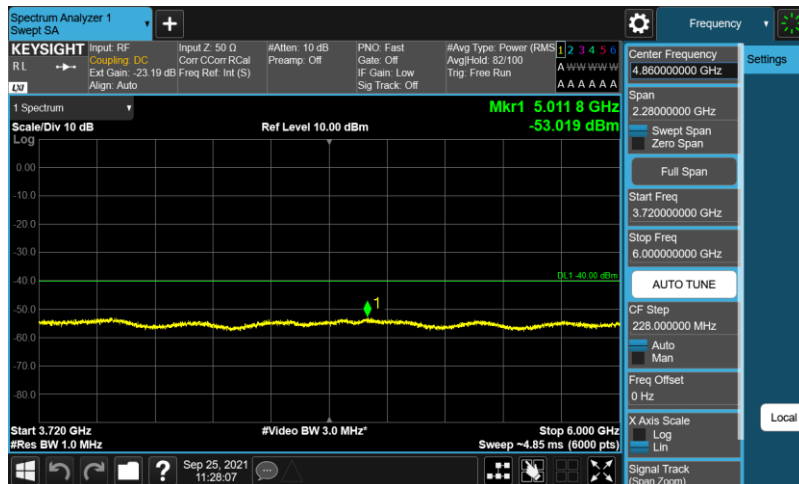 Spectrum Analyzer 1
Swept SA
+
Frequency
KEYSIGHT
RL
LXI
Input: RF
Coupling: DC
Ext Gain: -23.19 dB
Align: Auto
Input Z: 50 Ω
Corr CCorr RCal
Freq Ref: Int (S)
#Atten: 10 dB
Preamp: Off
PNO: Fast
Gate: Off
IF Gain: Low
Sig Track: Off
#Avg Type: Power (RMS
Avg|Hold: 82/100
Trig: Free Run
1 2 3 4 5 6
A W W W W W
A A A A A A
1 Spectrum
Scale/Div 10 dB
Log
Ref Level 10.00 dBm
Mkr1 5.011 8 GHz
-53.019 dBm
0.00
-10.0
-20.0
-30.0
-40.0
-50.0
-60.0
-70.0
-80.0
DL1 -40.00 dBm
1
Start 3.720 GHz
#Res BW 1.0 MHz
#Video BW 3.0 MHz*
Stop 6.000 GHz
Sweep ~4.85 ms (6000 pts)
?
Sep 25, 2021
11:28:07
Center Frequency
4.860000000 GHz
Span
2.28000000 GHz
Swept Span
Zero Span
Full Span
Start Freq
3.720000000 GHz
Stop Freq
6.000000000 GHz
AUTO TUNE
CF Step
228.000000 MHz
Auto
Man
Freq Offset
0 Hz
X Axis Scale
Log
Lin
Signal Track
(Span Zoom)
Settings
Local